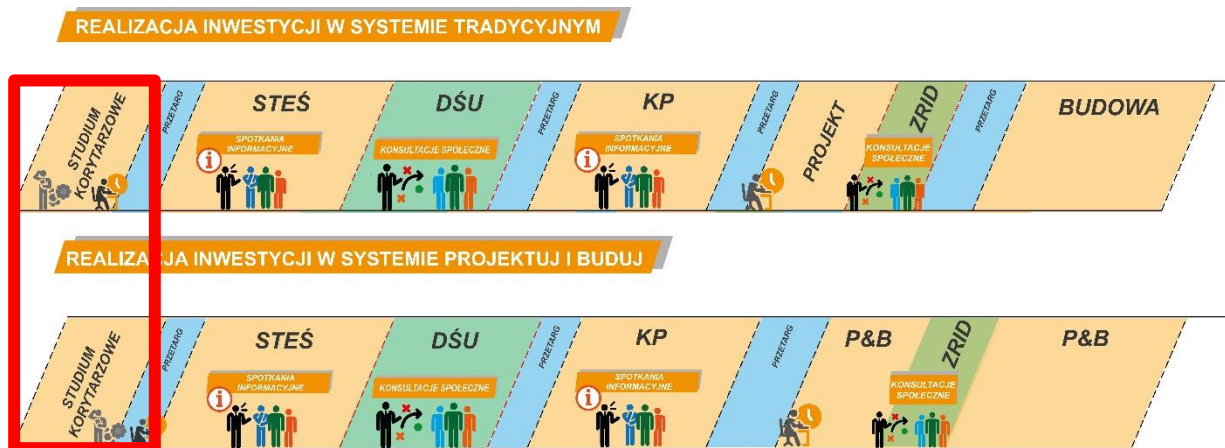 REALIZACJA INWESTYCJI W SYSTEMIE TRADYCYJNYM
STUDIUM
KORYTARZOWE
PRZETARG
STEŚ
SPOTKANIA
INFORMACYJNE
i
DŚU
KONSULTACJE SPOŁECZNE
PRZETARG
KP
SPOTKANIA
INFORMACYJNE
i
PRZETARG
PROJEKT
ZRID
KONSULTACJE
SPOŁECZNE
PRZETARG
BUDOWA
REALIZACJA INWESTYCJI W SYSTEMIE PROJEKTUJ I BUDUJ
STUDIUM
KORYTARZOWE
PRZETARG
STEŚ
SPOTKANIA
INFORMACYJNE
i
DŚU
KONSULTACJE SPOŁECZNE
PRZETARG
KP
SPOTKANIA
INFORMACYJNE
i
PRZETARG
P&B
ZRID
KONSULTACJE
SPOŁECZNE
P&B